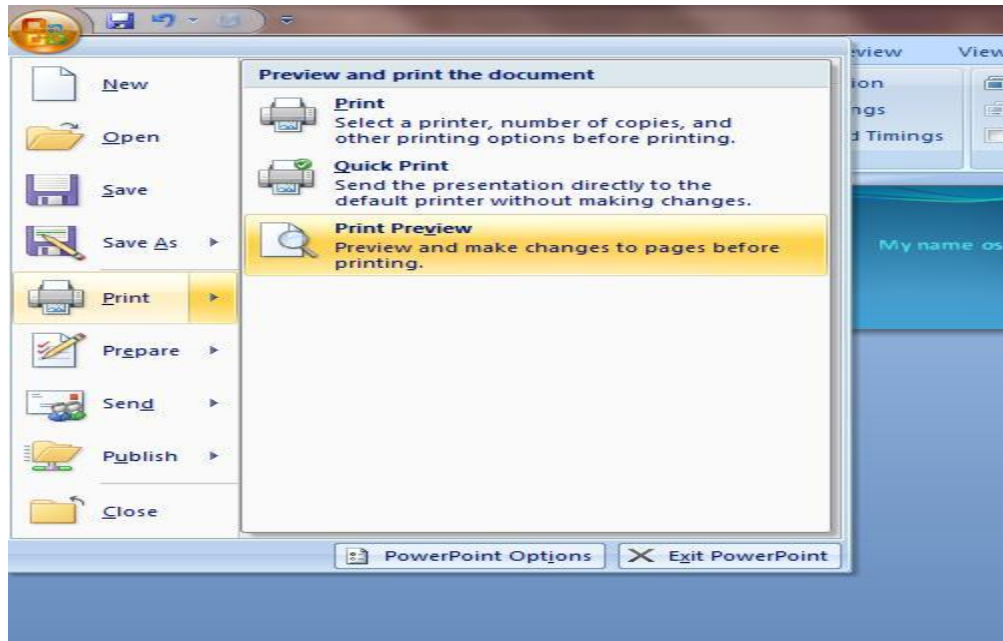 view
View
New
Open
Save
Save As
Print
Prepare
Send
Publish
Close
Preview and print the document
Print
Select a printer, number of copies, and
other printing options before printing.
Quick Print
Send the presentation directly to the
default printer without making changes.
Print Preview
Preview and make changes to pages before
printing.
ion
ngs
d Timings
My name os
PowerPoint Options
Exit PowerPoint